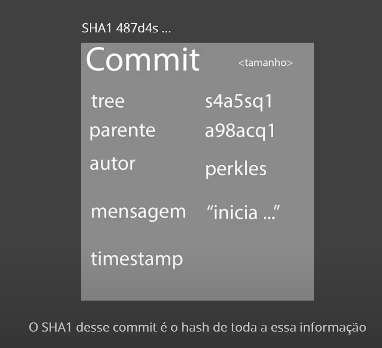 SHA1 487d4s ...
Commit <tamanho>
tree s4a5sq1
parente a98acq1
autor perkles
mensagem “inicia ...”
timestamp
O SHA1 desse commit é o hash de toda a essa informação